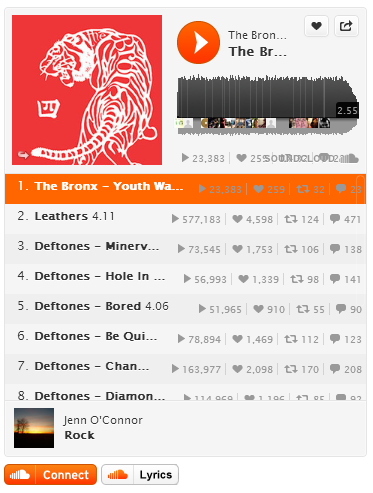 The Bron...
The Br...
四
2.55
23,383 259 32
SOUNDCLOUD
1. The Bronx – Youth Wa... 23,383 259 32 23
2. Leathers 4.11 577,183 4,598 124 471
3. Deftones – Minerv... 73,545 1,753 106 138
4. Deftones – Hole In ... 56,993 1,339 98 141
5. Deftones – Bored 4.06 51,965 910 55 90
6. Deftones – Be Qui... 78,894 1,469 112 123
7. Deftones – Chan... 163,977 2,098 170 208
8. Deftones – Diamon... 114,969 1,196 85 92
Jenn O'Connor
Rock
Connect
Lyrics